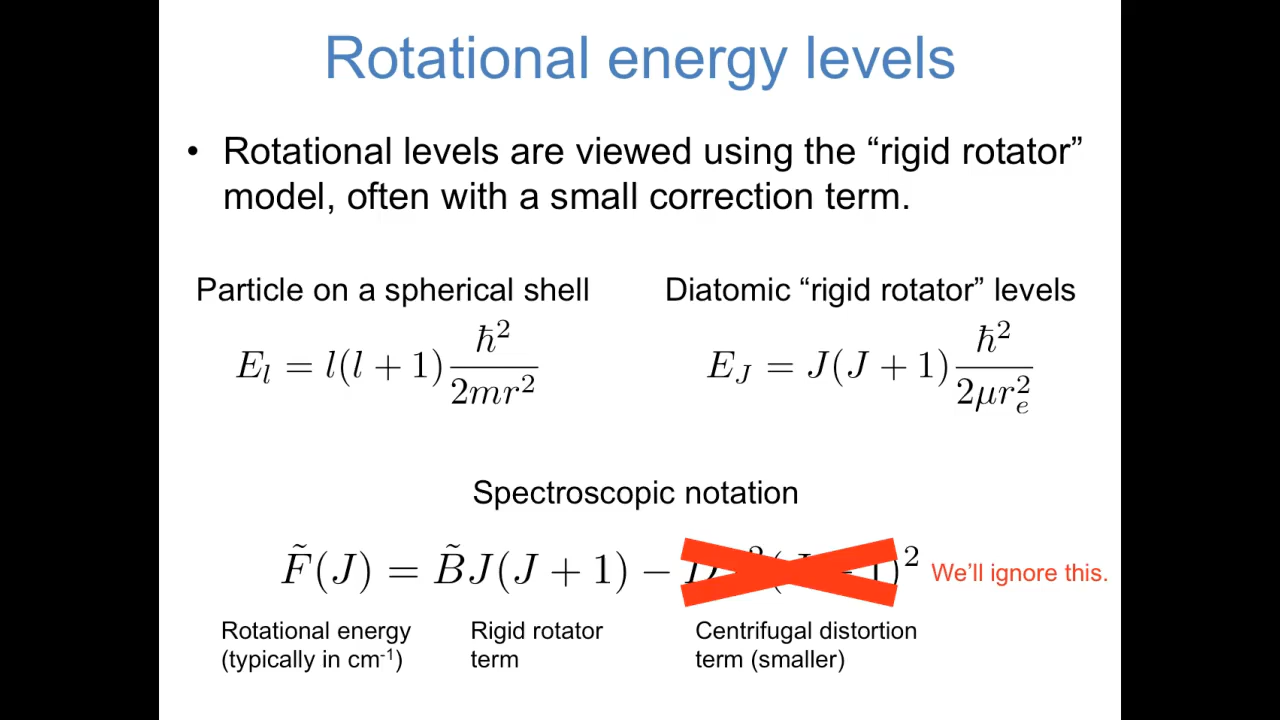 Rotational energy levels
• Rotational levels are viewed using the “rigid rotator”
model, often with a small correction term.
Particle on a spherical shell
Diatomic “rigid rotator” levels
E_l = l(l + 1) ħ² / 2mr²
E_J = J(J + 1) ħ² / 2μr_e²
Spectroscopic notation
F̃(J) = B̃J(J + 1) − )² We’ll ignore this.
Rotational energy
(typically in cm⁻¹)
Rigid rotator
term
Centrifugal distortion
term (smaller)